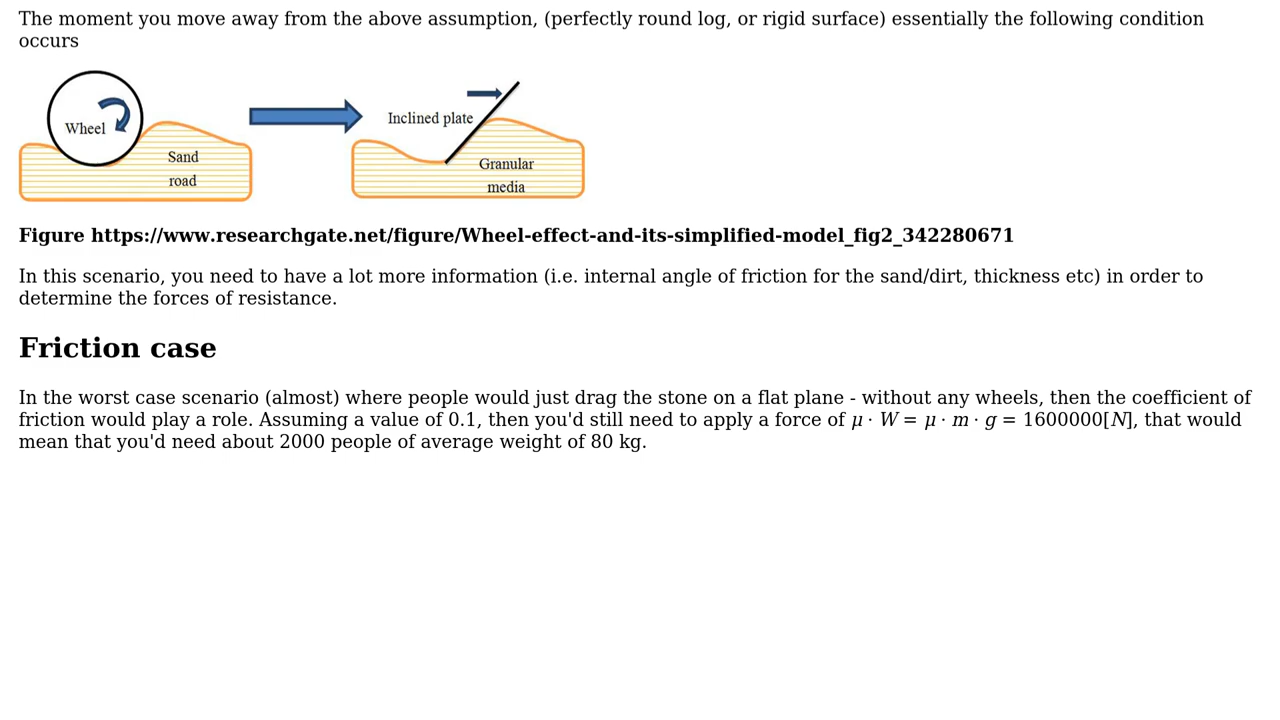 The moment you move away from the above assumption, (perfectly round log, or rigid surface) essentially the following condition
occurs
Wheel
Sand
road
Inclined plate
Granular
media
Figure https://www.researchgate.net/figure/Wheel-effect-and-its-simplified-model_fig2_342280671
In this scenario, you need to have a lot more information (i.e. internal angle of friction for the sand/dirt, thickness etc) in order to
determine the forces of resistance.
Friction case
In the worst case scenario (almost) where people would just drag the stone on a flat plane - without any wheels, then the coefficient of
friction would play a role. Assuming a value of 0.1, then you'd still need to apply a force of μ · W = μ · m · g = 1600000[N], that would
mean that you'd need about 2000 people of average weight of 80 kg.